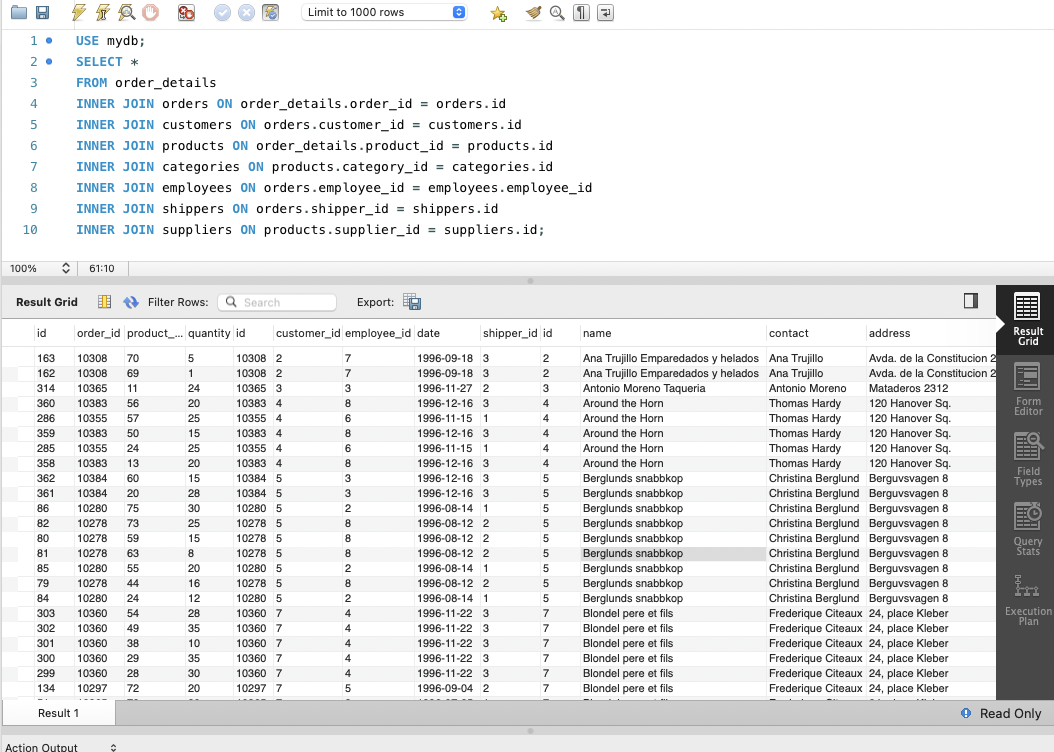 Limit to 1000 rows
1 USE mydb;
2 SELECT *
3 FROM order_details
4 INNER JOIN orders ON order_details.order_id = orders.id
5 INNER JOIN customers ON orders.customer_id = customers.id
6 INNER JOIN products ON order_details.product_id = products.id
7 INNER JOIN categories ON products.category_id = categories.id
8 INNER JOIN employees ON orders.employee_id = employees.employee_id
9 INNER JOIN shippers ON orders.shipper_id = shippers.id
10 INNER JOIN suppliers ON products.supplier_id = suppliers.id;
100% 61:10
Result Grid Filter Rows: Search Export:
id order_id product_... quantity id customer_id employee_id date shipper_id id name contact address
163 10308 70 5 10308 2 7 1996-09-18 3 2 Ana Trujillo Emparedados y helados Ana Trujillo Avda. de la Constitucion 2
162 10308 69 1 10308 2 7 1996-09-18 3 2 Ana Trujillo Emparedados y helados Ana Trujillo Avda. de la Constitucion 2
314 10365 11 24 10365 3 3 1996-11-27 2 3 Antonio Moreno Taqueria Antonio Moreno Mataderos 2312
360 10383 56 20 10383 4 8 1996-12-16 3 4 Around the Horn Thomas Hardy 120 Hanover Sq.
286 10355 57 25 10355 4 6 1996-11-15 1 4 Around the Horn Thomas Hardy 120 Hanover Sq.
359 10383 50 15 10383 4 8 1996-12-16 3 4 Around the Horn Thomas Hardy 120 Hanover Sq.
285 10355 24 25 10355 4 6 1996-11-15 1 4 Around the Horn Thomas Hardy 120 Hanover Sq.
358 10383 13 20 10383 4 8 1996-12-16 3 4 Around the Horn Thomas Hardy 120 Hanover Sq.
362 10384 60 15 10384 5 3 1996-12-16 3 5 Berglunds snabbkop Christina Berglund Berguvsvagen 8
361 10384 20 28 10384 5 3 1996-12-16 3 5 Berglunds snabbkop Christina Berglund Berguvsvagen 8
86 10280 75 30 10280 5 2 1996-08-14 1 5 Berglunds snabbkop Christina Berglund Berguvsvagen 8
82 10278 73 25 10278 5 8 1996-08-12 2 5 Berglunds snabbkop Christina Berglund Berguvsvagen 8
80 10278 59 15 10278 5 8 1996-08-12 2 5 Berglunds snabbkop Christina Berglund Berguvsvagen 8
81 10278 63 8 10278 5 8 1996-08-12 2 5 Berglunds snabbkop Christina Berglund Berguvsvagen 8
85 10280 55 20 10280 5 2 1996-08-14 1 5 Berglunds snabbkop Christina Berglund Berguvsvagen 8
79 10278 44 16 10278 5 8 1996-08-12 2 5 Berglunds snabbkop Christina Berglund Berguvsvagen 8
84 10280 24 12 10280 5 2 1996-08-14 1 5 Berglunds snabbkop Christina Berglund Berguvsvagen 8
303 10360 54 28 10360 7 4 1996-11-22 3 7 Blondel pere et fils Frederique Citeaux 24, place Kleber
302 10360 49 35 10360 7 4 1996-11-22 3 7 Blondel pere et fils Frederique Citeaux 24, place Kleber
301 10360 38 10 10360 7 4 1996-11-22 3 7 Blondel pere et fils Frederique Citeaux 24, place Kleber
300 10360 29 35 10360 7 4 1996-11-22 3 7 Blondel pere et fils Frederique Citeaux 24, place Kleber
299 10360 28 30 10360 7 4 1996-11-22 3 7 Blondel pere et fils Frederique Citeaux 24, place Kleber
134 10297 72 20 10297 7 5 1996-09-04 2 7 Blondel pere et fils Frederique Citeaux 24, place Kleber
Result
Grid
Form
Editor
Field
Types
Query
Stats
Execution
Plan
Result 1 Read Only
Action Output